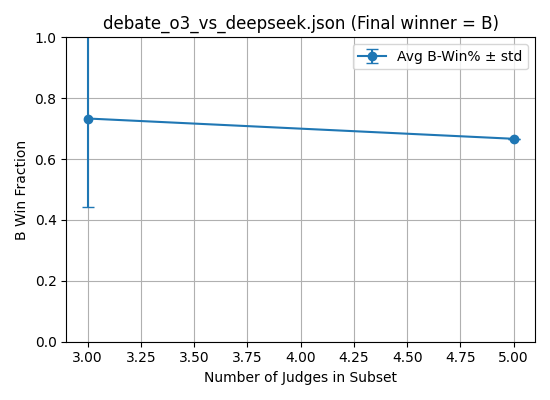 debate_o3_vs_deepseek.json (Final winner = B)
Avg B-Win% ± std
B Win Fraction
1.0
0.8
0.6
0.4
0.2
0.0
3.00 3.25 3.50 3.75 4.00 4.25 4.50 4.75 5.00
Number of Judges in Subset